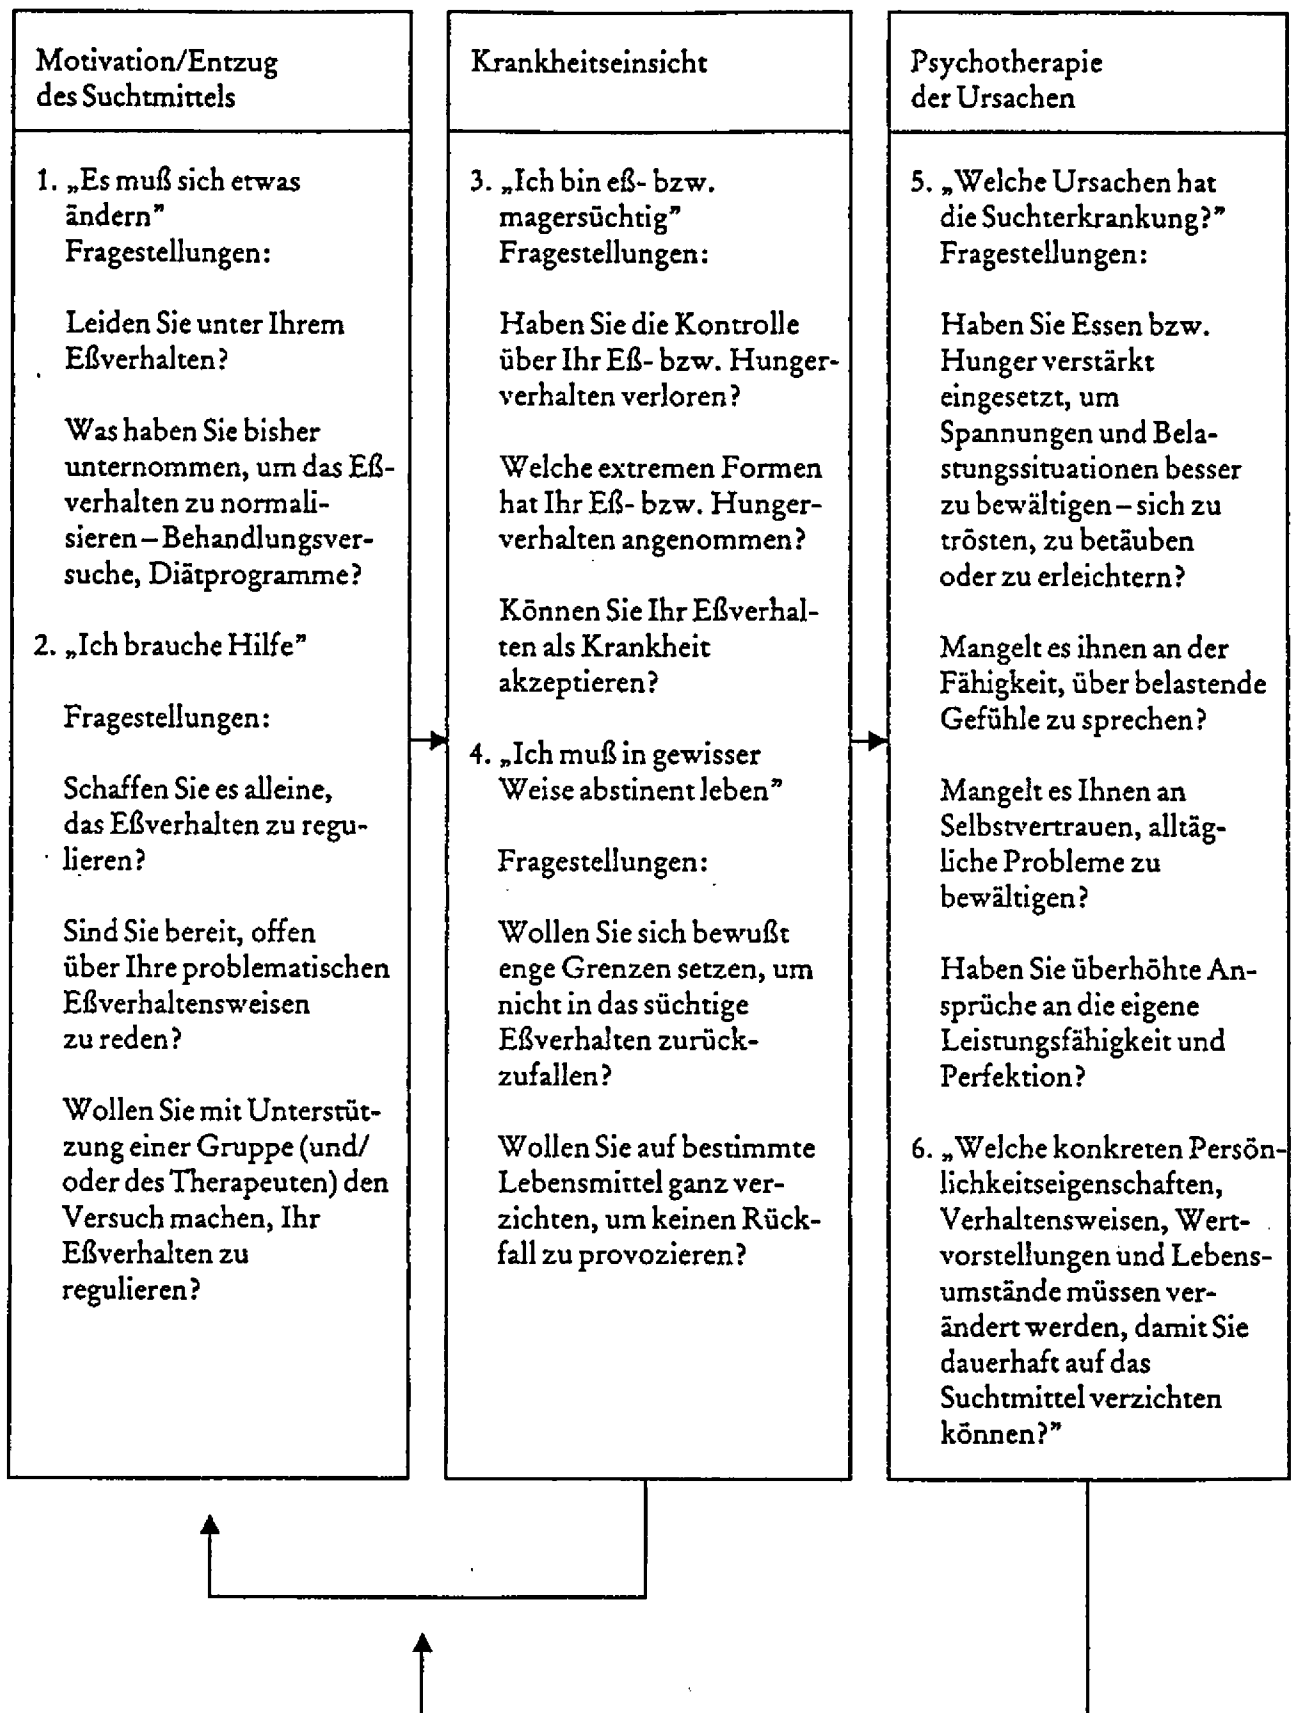 Motivation/Entzug
des Suchtmittels
1. „Es muß sich etwas
ändern”
Fragestellungen:
Leiden Sie unter Ihrem
Eßverhalten?
Was haben Sie bisher
unternommen, um das Eß-
verhalten zu normali-
sieren – Behandlungsver-
suche, Diätprogramme?
2. „Ich brauche Hilfe”
Fragestellungen:
Schaffen Sie es alleine,
das Eßverhalten zu regu-
lieren?
Sind Sie bereit, offen
über Ihre problematischen
Eßverhaltensweisen
zu reden?
Wollen Sie mit Unterstüt-
zung einer Gruppe (und/
oder des Therapeuten) den
Versuch machen, Ihr
Eßverhalten zu
regulieren?
Krankheitseinsicht
3. „Ich bin eß- bzw.
magersüchtig”
Fragestellungen:
Haben Sie die Kontrolle
über Ihr Eß- bzw. Hunger-
verhalten verloren?
Welche extremen Formen
hat Ihr Eß- bzw. Hunger-
verhalten angenommen?
Können Sie Ihr Eßverhal-
ten als Krankheit
akzeptieren?
4. „Ich muß in gewisser
Weise abstinent leben”
Fragestellungen:
Wollen Sie sich bewußt
enge Grenzen setzen, um
nicht in das süchtige
Eßverhalten zurück-
zufallen?
Wollen Sie auf bestimmte
Lebensmittel ganz ver-
zichten, um keinen Rück-
fall zu provozieren?
Psychotherapie
der Ursachen
5. „Welche Ursachen hat
die Suchterkrankung?”
Fragestellungen:
Haben Sie Essen bzw.
Hunger verstärkt
eingesetzt, um
Spannungen und Bela-
stungssituationen besser
zu bewältigen – sich zu
trösten, zu betäuben
oder zu erleichtern?
Mangelt es ihnen an der
Fähigkeit, über belastende
Gefühle zu sprechen?
Mangelt es Ihnen an
Selbstvertrauen, alltäg-
liche Probleme zu
bewältigen?
Haben Sie überhöhte An-
sprüche an die eigene
Leistungsfähigkeit und
Perfektion?
6. „Welche konkreten Persön-
lichkeitseigenschaften,
Verhaltensweisen, Wert-
vorstellungen und Lebens-
umstände müssen ver-
ändert werden, damit Sie
dauerhaft auf das
Suchtmittel verzichten
können?”